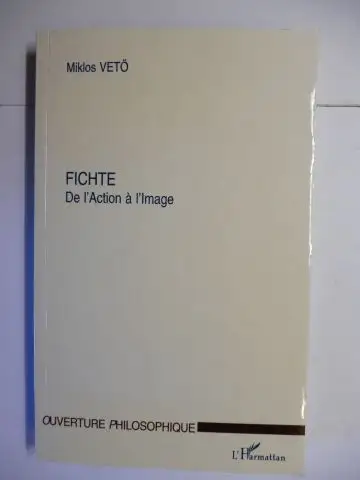 Miklos VETÖ
FICHTE
De l'Action à l'Image
OUVERTURE PHILOSOPHIQUE
L'Harmattan